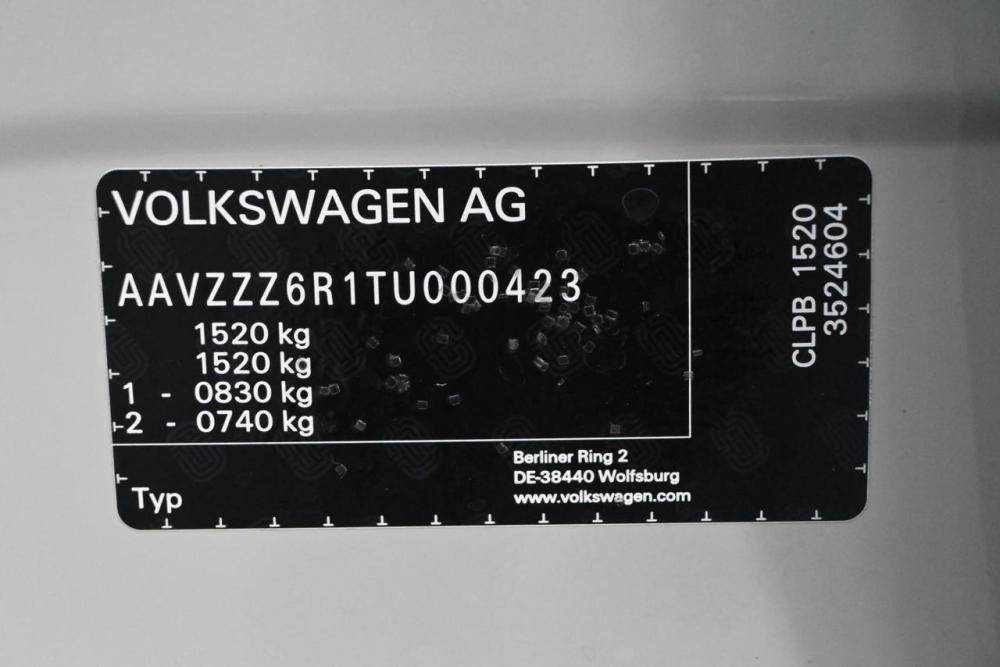 VOLKSWAGEN AG
AAVZZZ6R1TU000423
1520 kg
1520 kg
1 - 0830 kg
2 - 0740 kg
Typ
Berliner Ring 2
DE-38440 Wolfsburg
www.volkswagen.com
CLPB 1520
3524604